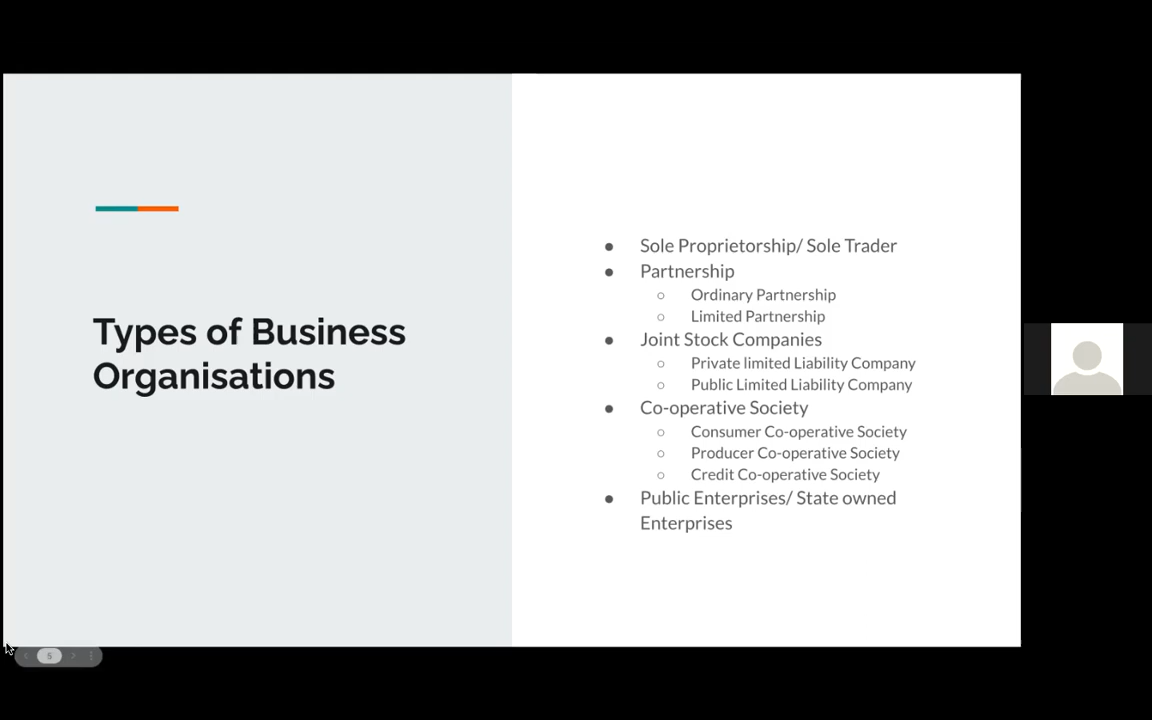 Types of Business
Organisations
● Sole Proprietorship/ Sole Trader
● Partnership
○ Ordinary Partnership
○ Limited Partnership
● Joint Stock Companies
○ Private limited Liability Company
○ Public Limited Liability Company
● Co-operative Society
○ Consumer Co-operative Society
○ Producer Co-operative Society
○ Credit Co-operative Society
● Public Enterprises/ State owned
Enterprises
5